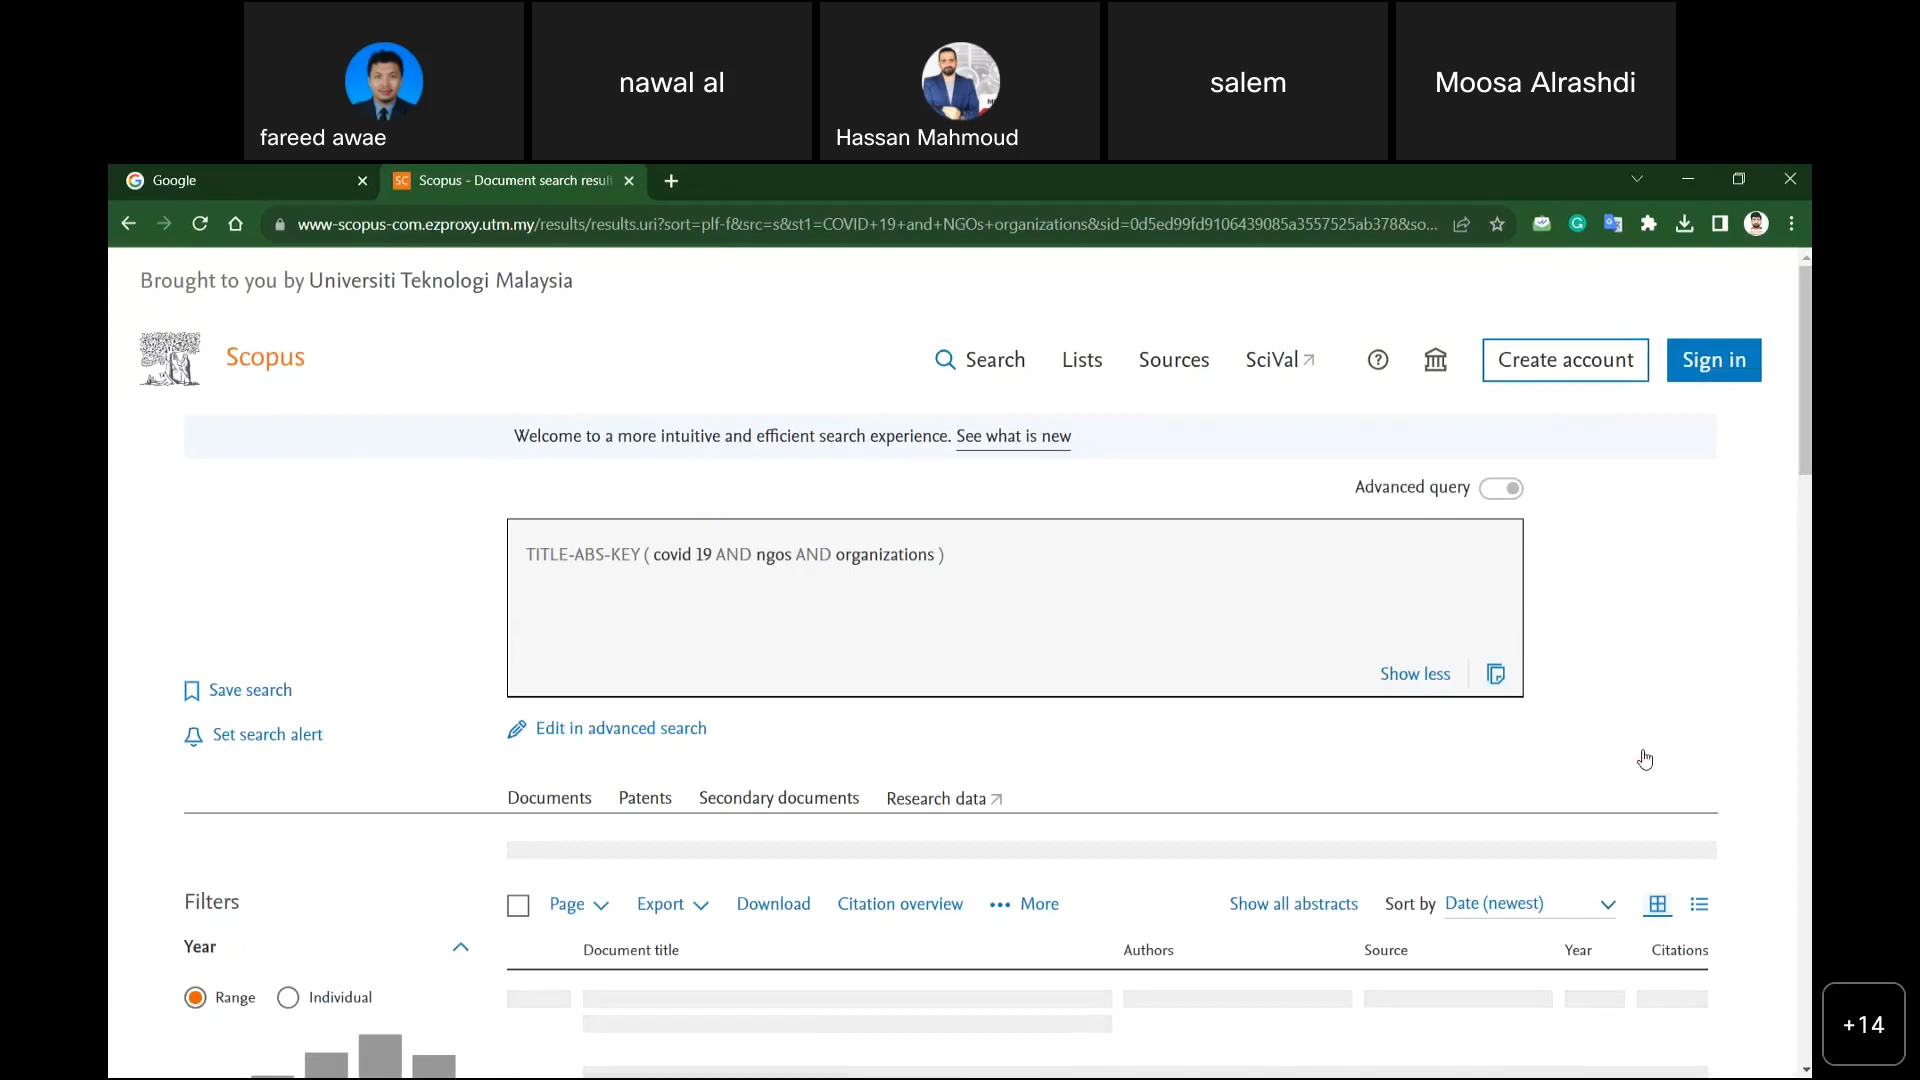 nawal al
salem
Moosa Alrashdi
fareed awae
Hassan Mahmoud
Google
Scopus - Document search resul
www-scopus-com.ezproxy.utm.my/results/results.uri?sort=plf-f&src=s&st1=COVID+19+and+NGOs+organizations&sid=0d5ed99fd9106439085a3557525ab378&so...
Brought to you by Universiti Teknologi Malaysia
Scopus
Search
Lists
Sources
SciVal
Create account
Sign in
Welcome to a more intuitive and efficient search experience. See what is new
Advanced query
TITLE-ABS-KEY ( covid 19 AND ngos AND organizations )
Show less
Save search
Edit in advanced search
Set search alert
Documents
Patents
Secondary documents
Research data
Filters
Page
Export
Download
Citation overview
••• More
Show all abstracts
Sort by Date (newest)
Year
Document title
Authors
Source
Year
Citations
Range
Individual
+14